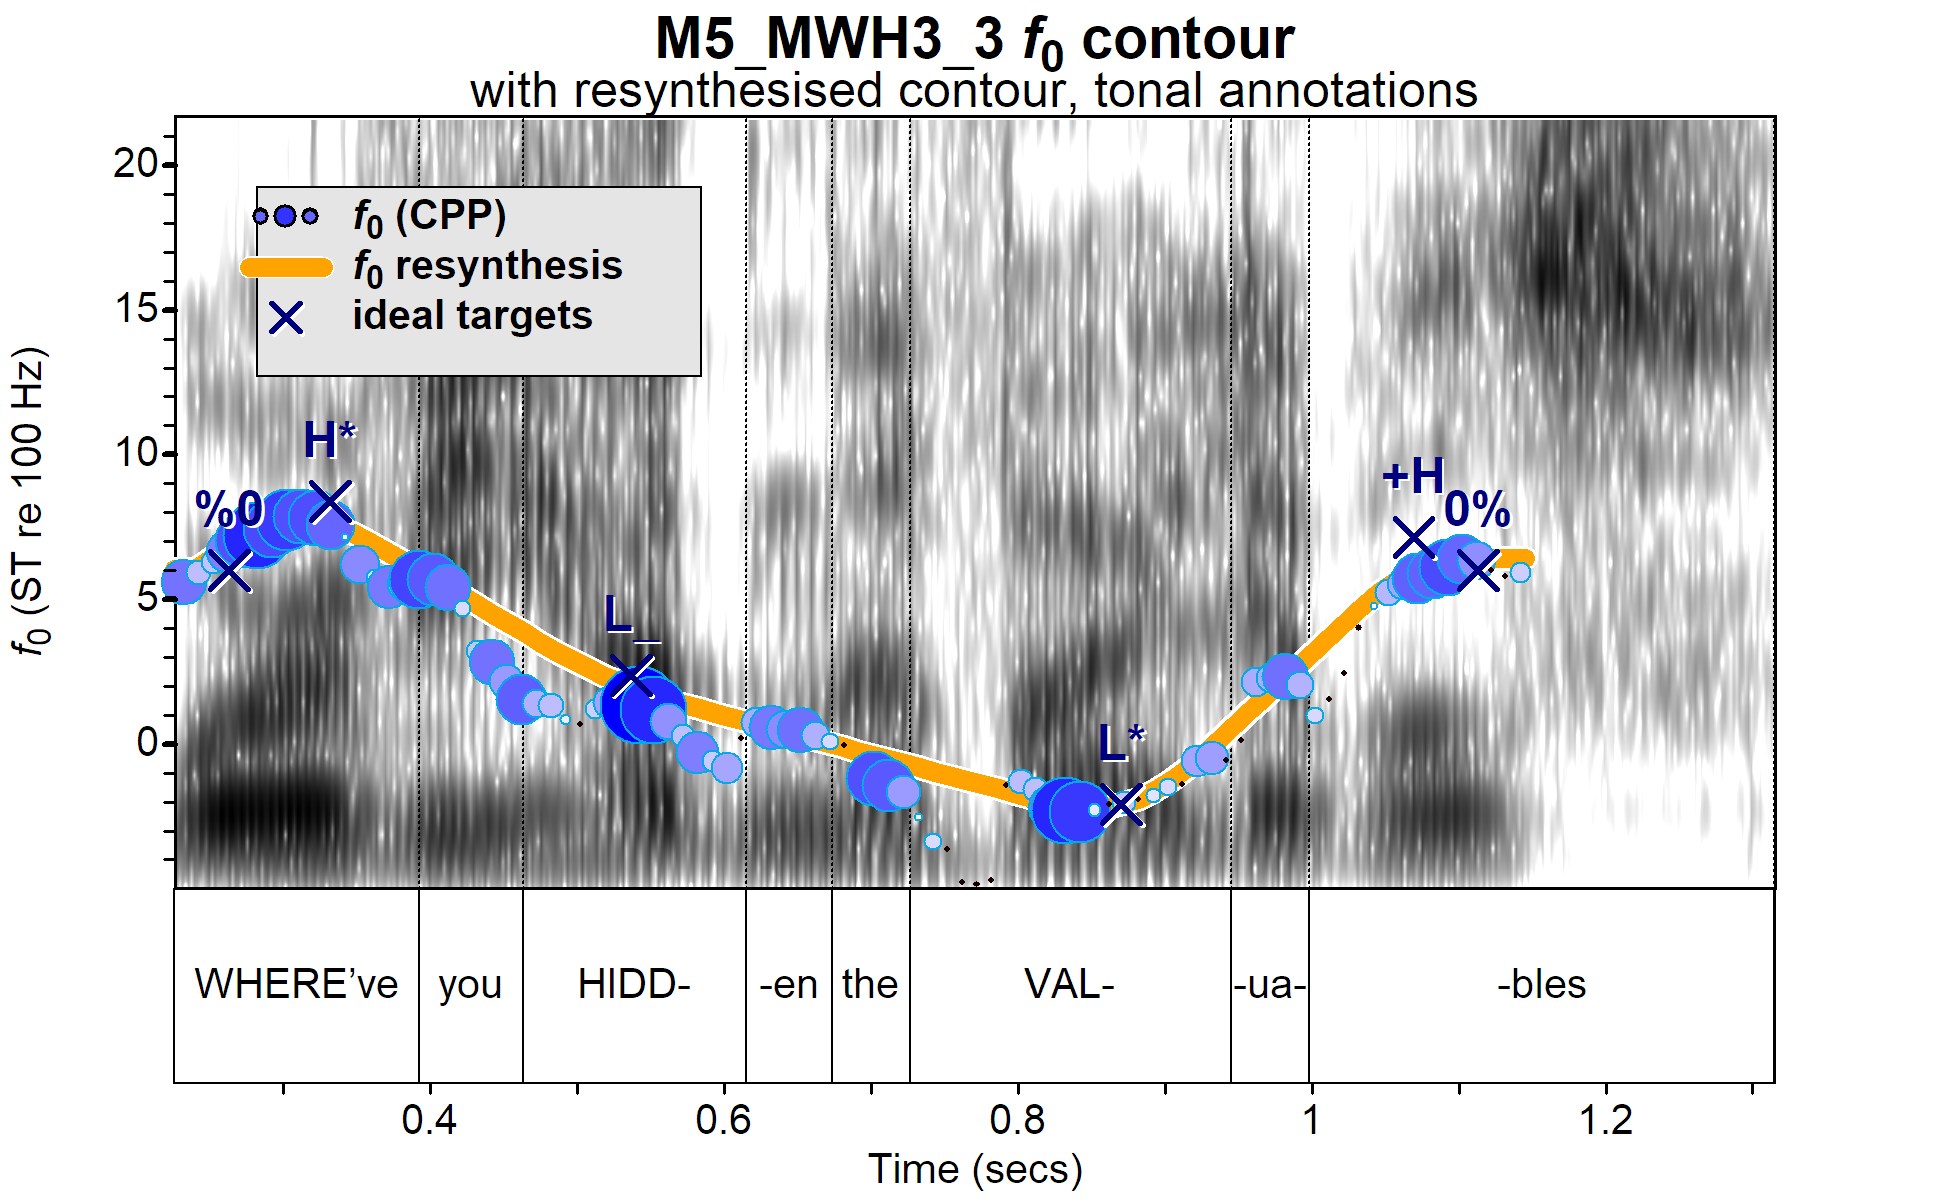 M5_MWH3_3 f0 contour
with resynthesised contour, tonal annotations
f0 (ST re 100 Hz)
20
15
10
5
0
f0 (CPP)
f0 resynthesis
ideal targets
%0
H*
L_
L*
+H
0%
WHERE’ve
you
HIDD-
-en
the
VAL-
-ua-
-bles
0.4
0.6
0.8
1
1.2
Time (secs)